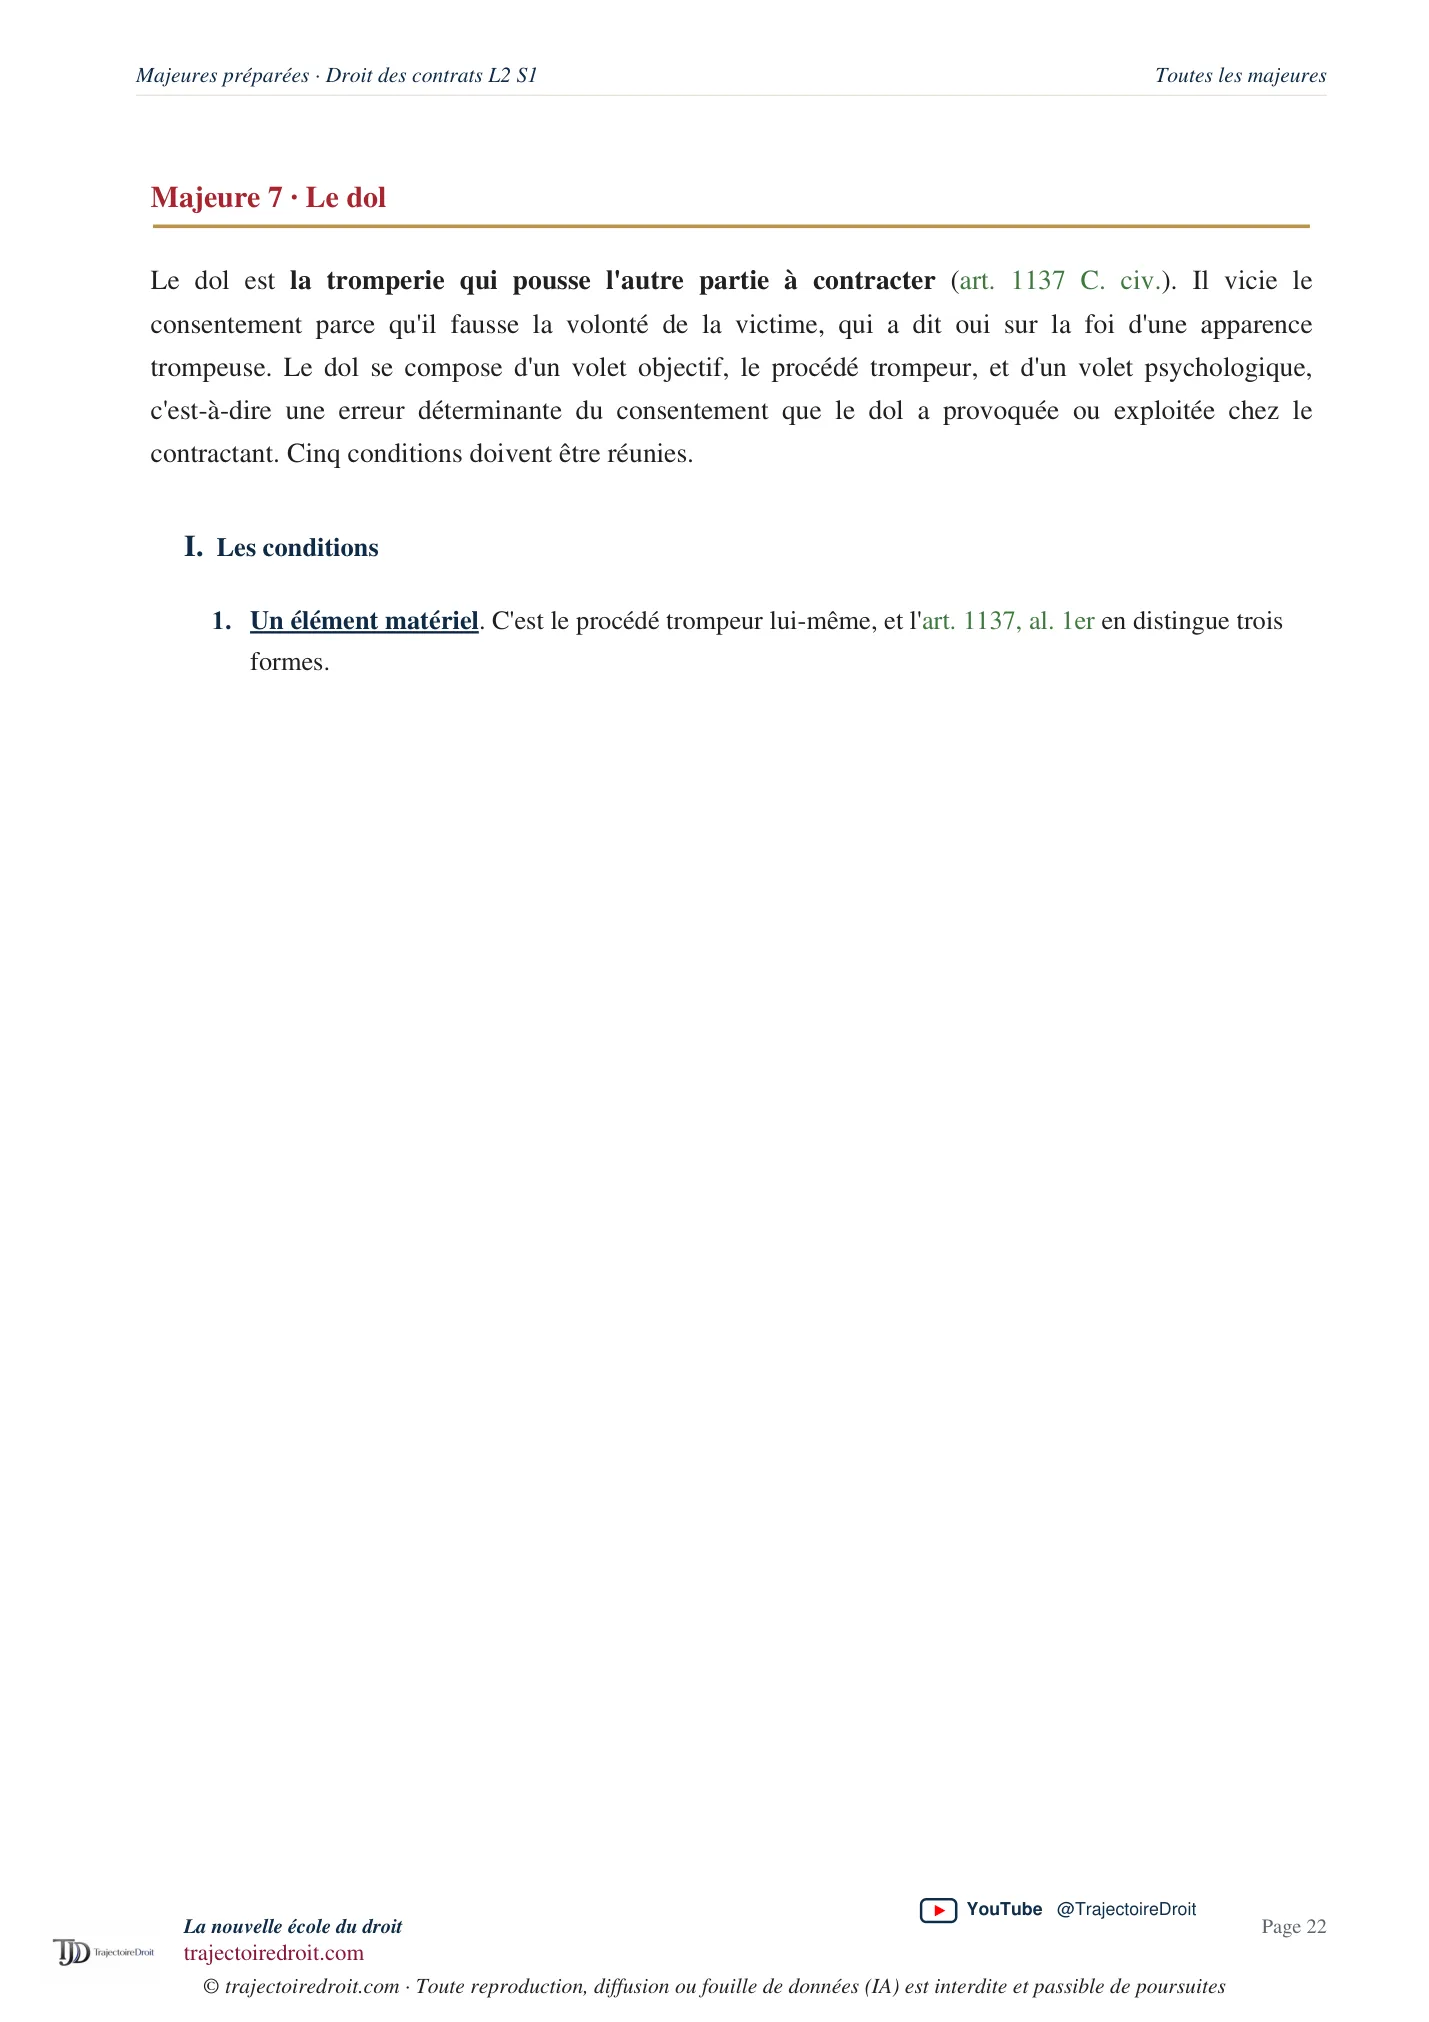 Majeures préparées · Droit des contrats L2 S1
Toutes les majeures
Majeure 7 · Le dol
Le dol est la tromperie qui pousse l'autre partie à contracter (art. 1137 C. civ.). Il vicie le
consentement parce qu'il fausse la volonté de la victime, qui a dit oui sur la foi d'une apparence
trompeuse. Le dol se compose d'un volet objectif, le procédé trompeur, et d'un volet psychologique,
c'est-à-dire une erreur déterminante du consentement que le dol a provoquée ou exploitée chez le
contractant. Cinq conditions doivent être réunies.
I. Les conditions
1. Un élément matériel. C'est le procédé trompeur lui-même, et l'art. 1137, al. 1er en distingue trois
formes.
YouTube @TrajectoireDroit
La nouvelle école du droit
Page 22
TJD TrajectoireDroit
trajectoiredroit.com
© trajectoiredroit.com · Toute reproduction, diffusion ou fouille de données (IA) est interdite et passible de poursuites